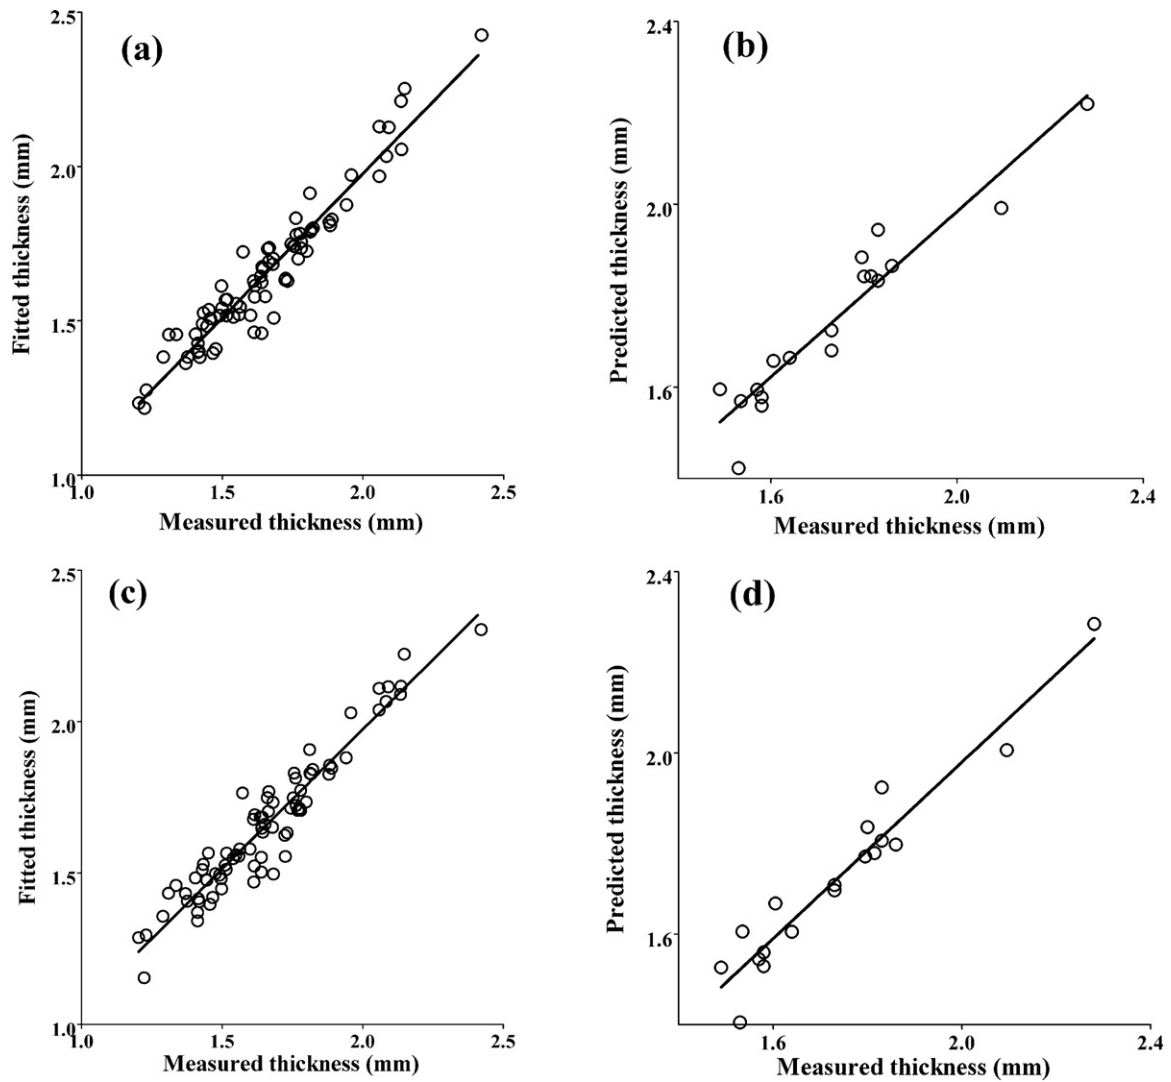 (a)
2.5
2.0
1.5
1.0
Fitted thickness (mm)
1.0 1.5 2.0 2.5
Measured thickness (mm)
(b)
2.4
2.0
1.6
Predicted thickness (mm)
1.6 2.0 2.4
Measured thickness (mm)
(c)
2.5
2.0
1.5
1.0
Fitted thickness (mm)
1.0 1.5 2.0 2.5
Measured thickness (mm)
(d)
2.4
2.0
1.6
Predicted thickness (mm)
1.6 2.0 2.4
Measured thickness (mm)